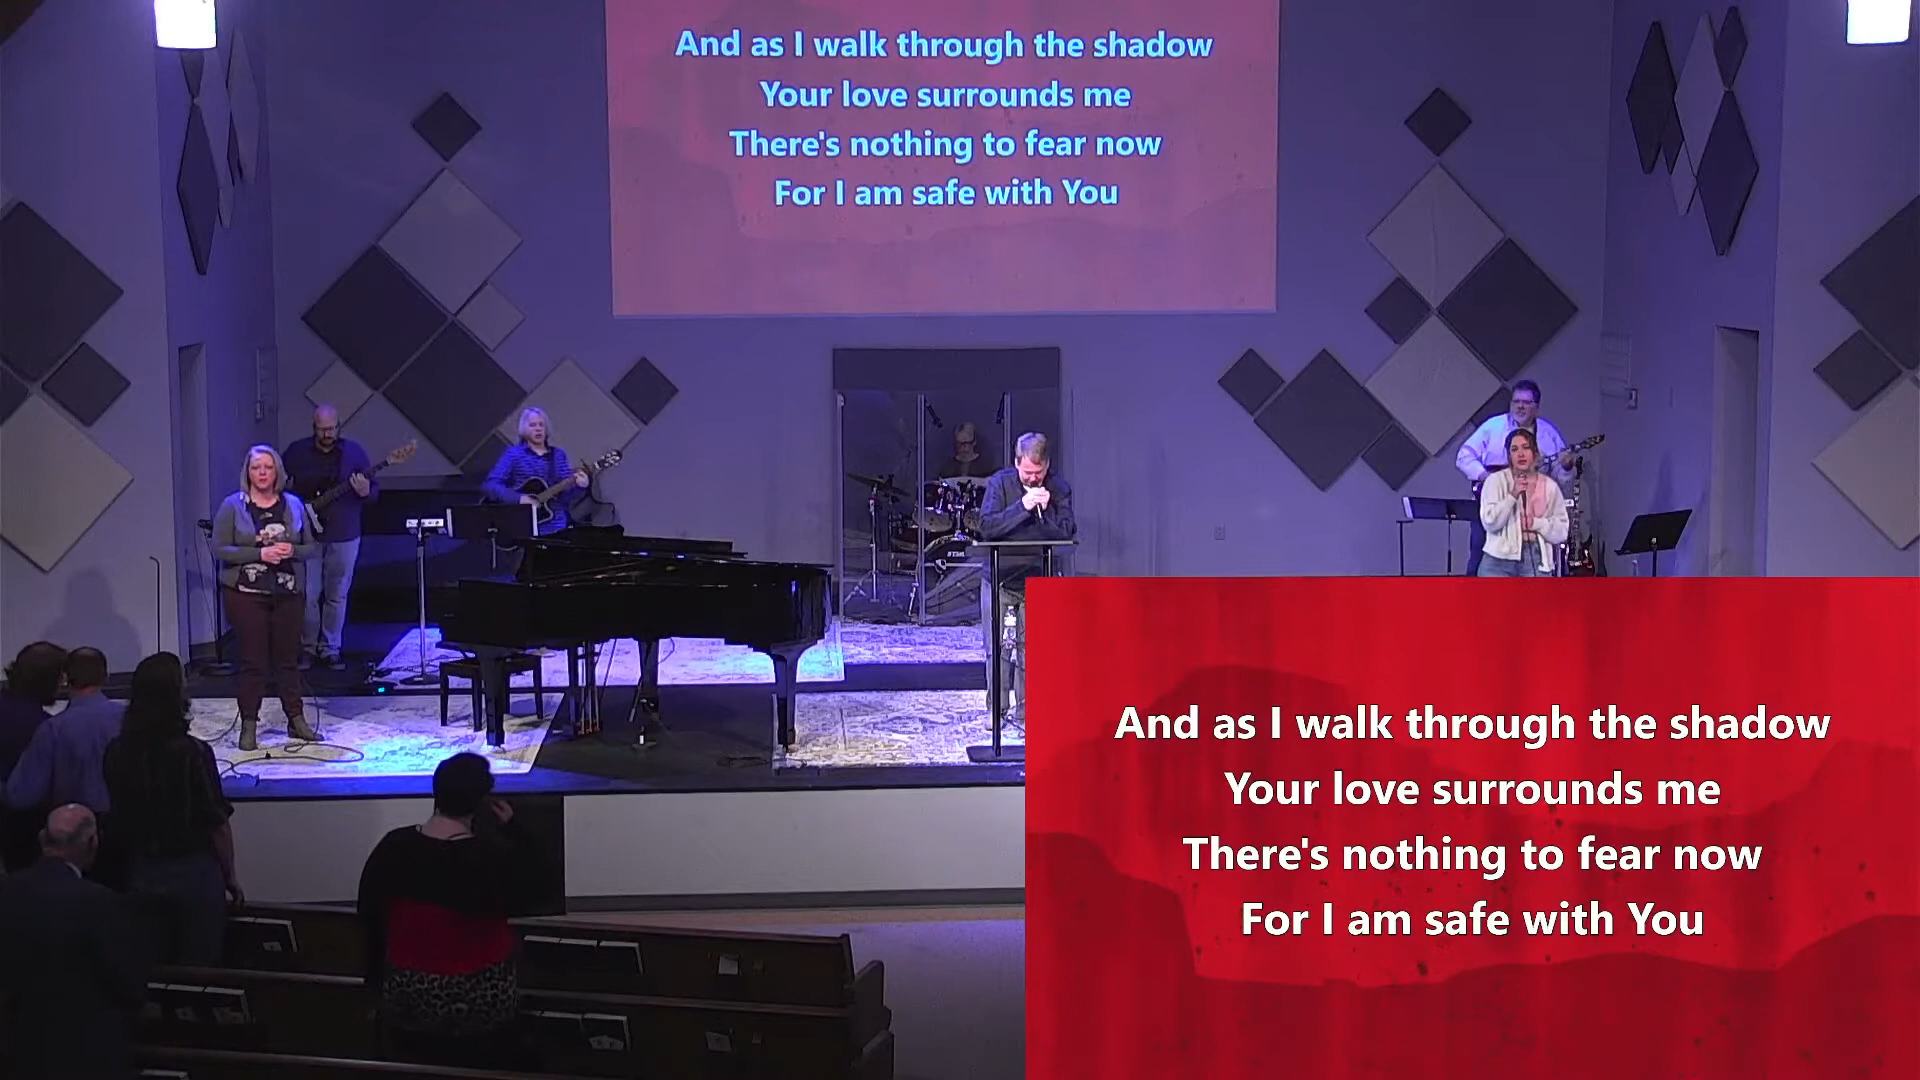 And as I walk through the shadow
Your love surrounds me
There's nothing to fear now
For I am safe with You
And as I walk through the shadow
Your love surrounds me
There's nothing to fear now
For I am safe with You